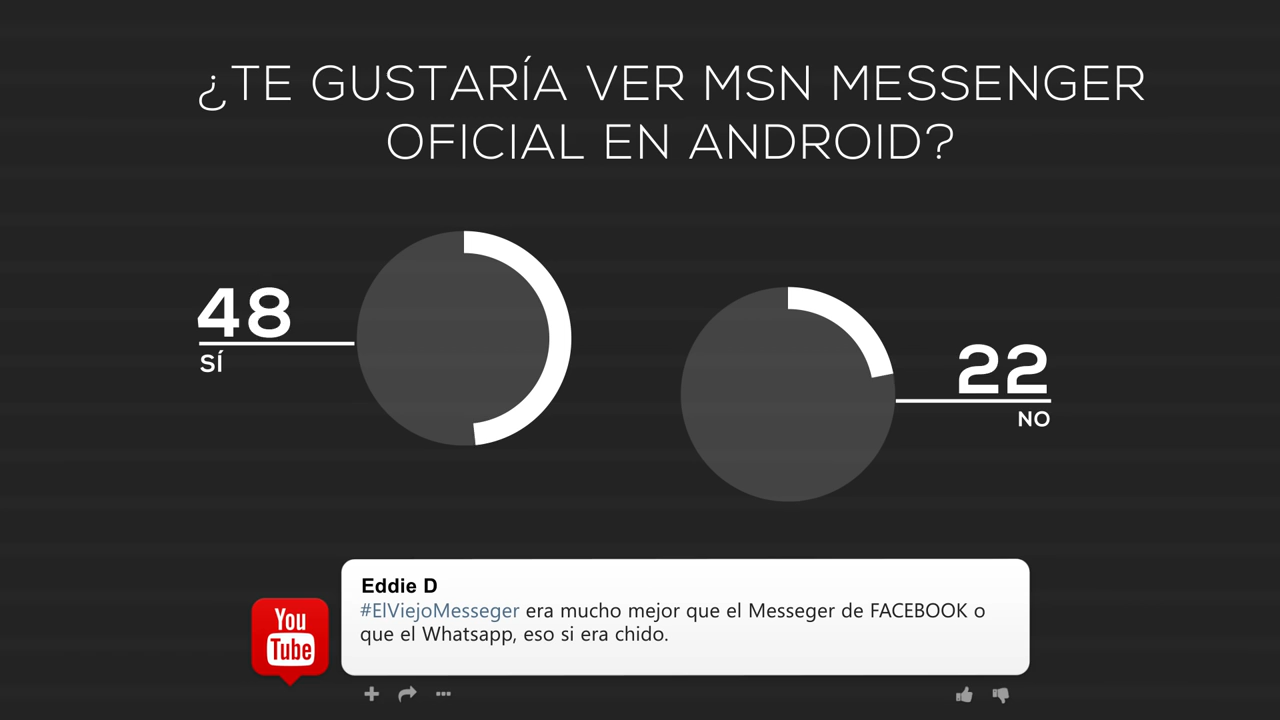 ¿TE GUSTARÍA VER MSN MESSENGER
OFICIAL EN ANDROID?
48
SÍ
22
NO
Eddie D
#ElViejoMesseger era mucho mejor que el Messeger de FACEBOOK o
que el Whatsapp, eso si era chido.
You
Tube